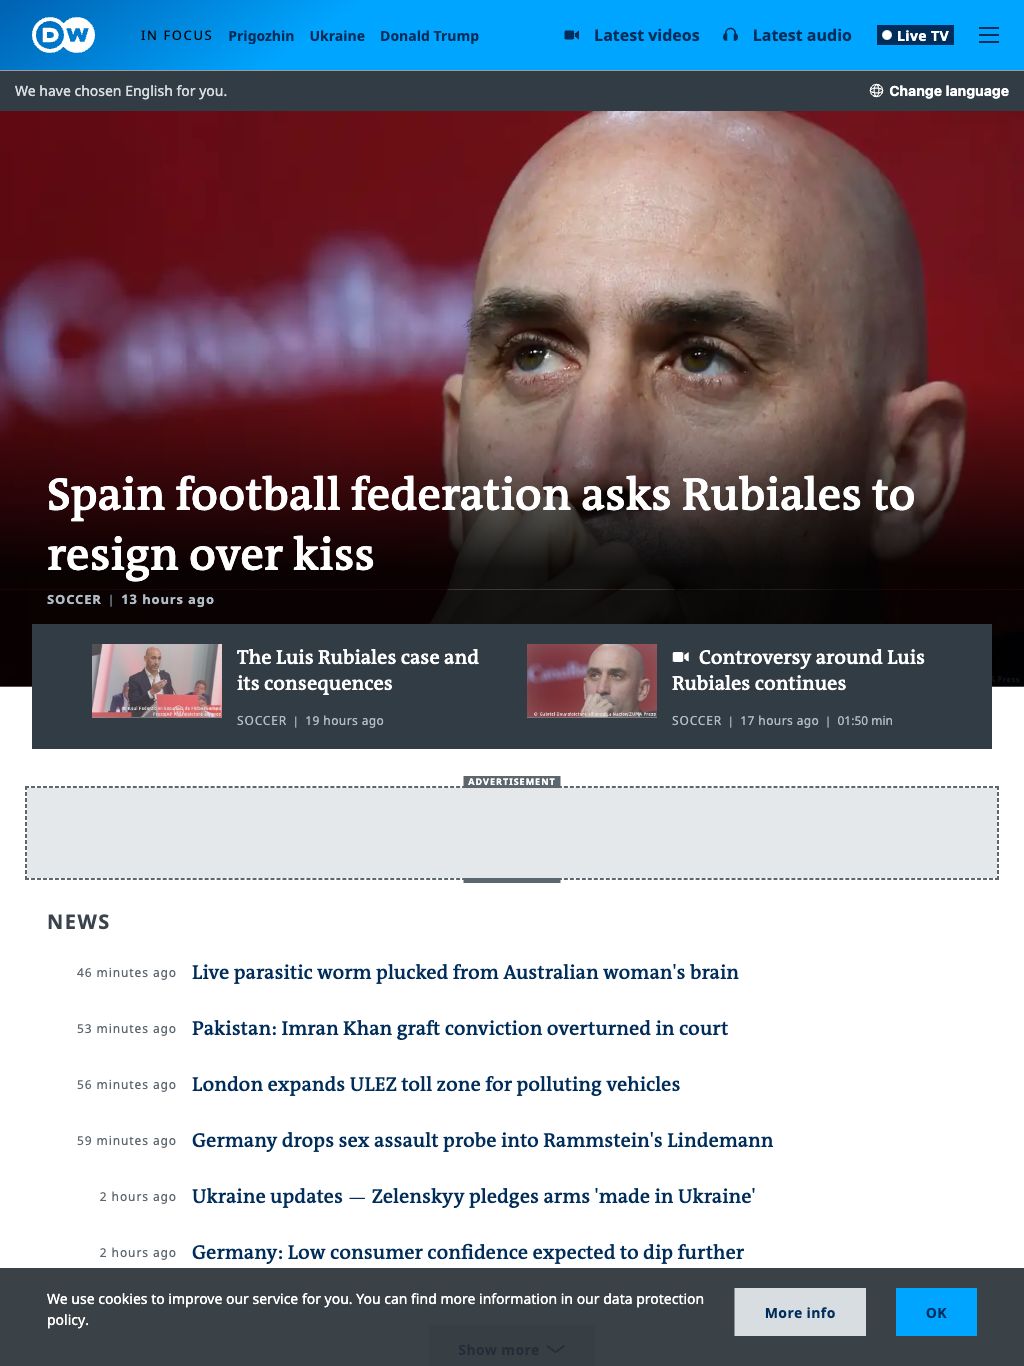 DW
IN FOCUS
Prigozhin
Ukraine
Donald Trump
Latest videos
Latest audio
Live TV
We have chosen English for you.
Change language
Spain football federation asks Rubiales to
resign over kiss
SOCCER | 13 hours ago
The Luis Rubiales case and
its consequences
SOCCER | 19 hours ago
Controversy around Luis
Rubiales continues
SOCCER | 17 hours ago | 01:50 min
ADVERTISEMENT
NEWS
46 minutes ago Live parasitic worm plucked from Australian woman's brain
53 minutes ago Pakistan: Imran Khan graft conviction overturned in court
56 minutes ago London expands ULEZ toll zone for polluting vehicles
59 minutes ago Germany drops sex assault probe into Rammstein's Lindemann
2 hours ago Ukraine updates — Zelenskyy pledges arms 'made in Ukraine'
2 hours ago Germany: Low consumer confidence expected to dip further
We use cookies to improve our service for you. You can find more information in our data protection
policy.
More info
OK
Show more